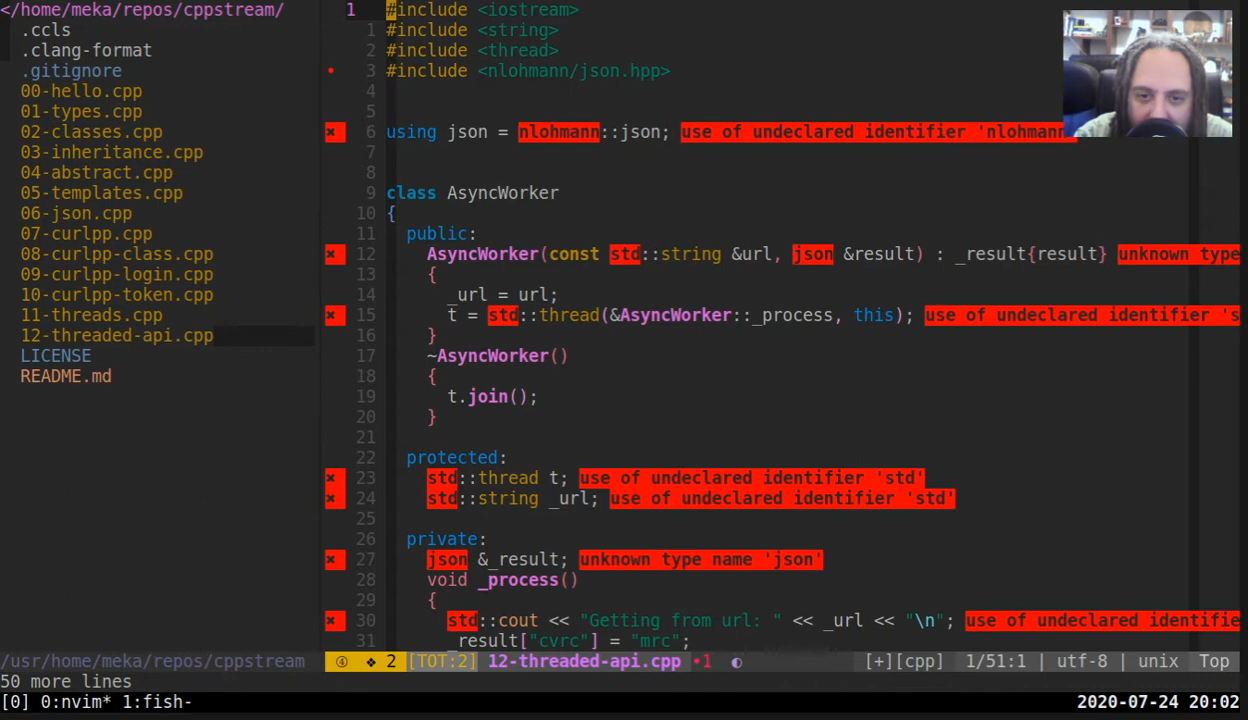 </home/meka/repos/cppstream/
.ccls
.clang-format
.gitignore
00-hello.cpp
01-types.cpp
02-classes.cpp
03-inheritance.cpp
04-abstract.cpp
05-templates.cpp
06-json.cpp
07-curlpp.cpp
08-curlpp-class.cpp
09-curlpp-login.cpp
10-curlpp-token.cpp
11-threads.cpp
12-threaded-api.cpp
LICENSE
README.md
/usr/home/meka/repos/cppstream
1 #include <iostream>
1 #include <string>
2 #include <thread>
• 3 #include <nlohmann/json.hpp>
4
5
✖ 6 using json = nlohmann::json; use of undeclared identifier 'nlohmann
7
8
9 class AsyncWorker
10 {
11 public:
✖ 12 AsyncWorker(const std::string &url, json &result) : _result{result} unknown type
13 {
14 _url = url;
✖ 15 t = std::thread(&AsyncWorker::_process, this); use of undeclared identifier 's
16 }
17 ~AsyncWorker()
18 {
19 t.join();
20 }
21
22 protected:
✖ 23 std::thread t; use of undeclared identifier 'std'
✖ 24 std::string _url; use of undeclared identifier 'std'
25
26 private:
✖ 27 json &_result; unknown type name 'json'
28 void _process()
29 {
✖ 30 std::cout << "Getting from url: " << _url << "\n"; use of undeclared identifie
31 _result["cvrc"] = "mrc";
④ ❖ 2 [TOT:2] 12-threaded-api.cpp •1 ◐ [+][cpp] 1/51:1 | utf-8 | unix Top
50 more lines
[0] 0:nvim* 1:fish- 2020-07-24 20:02